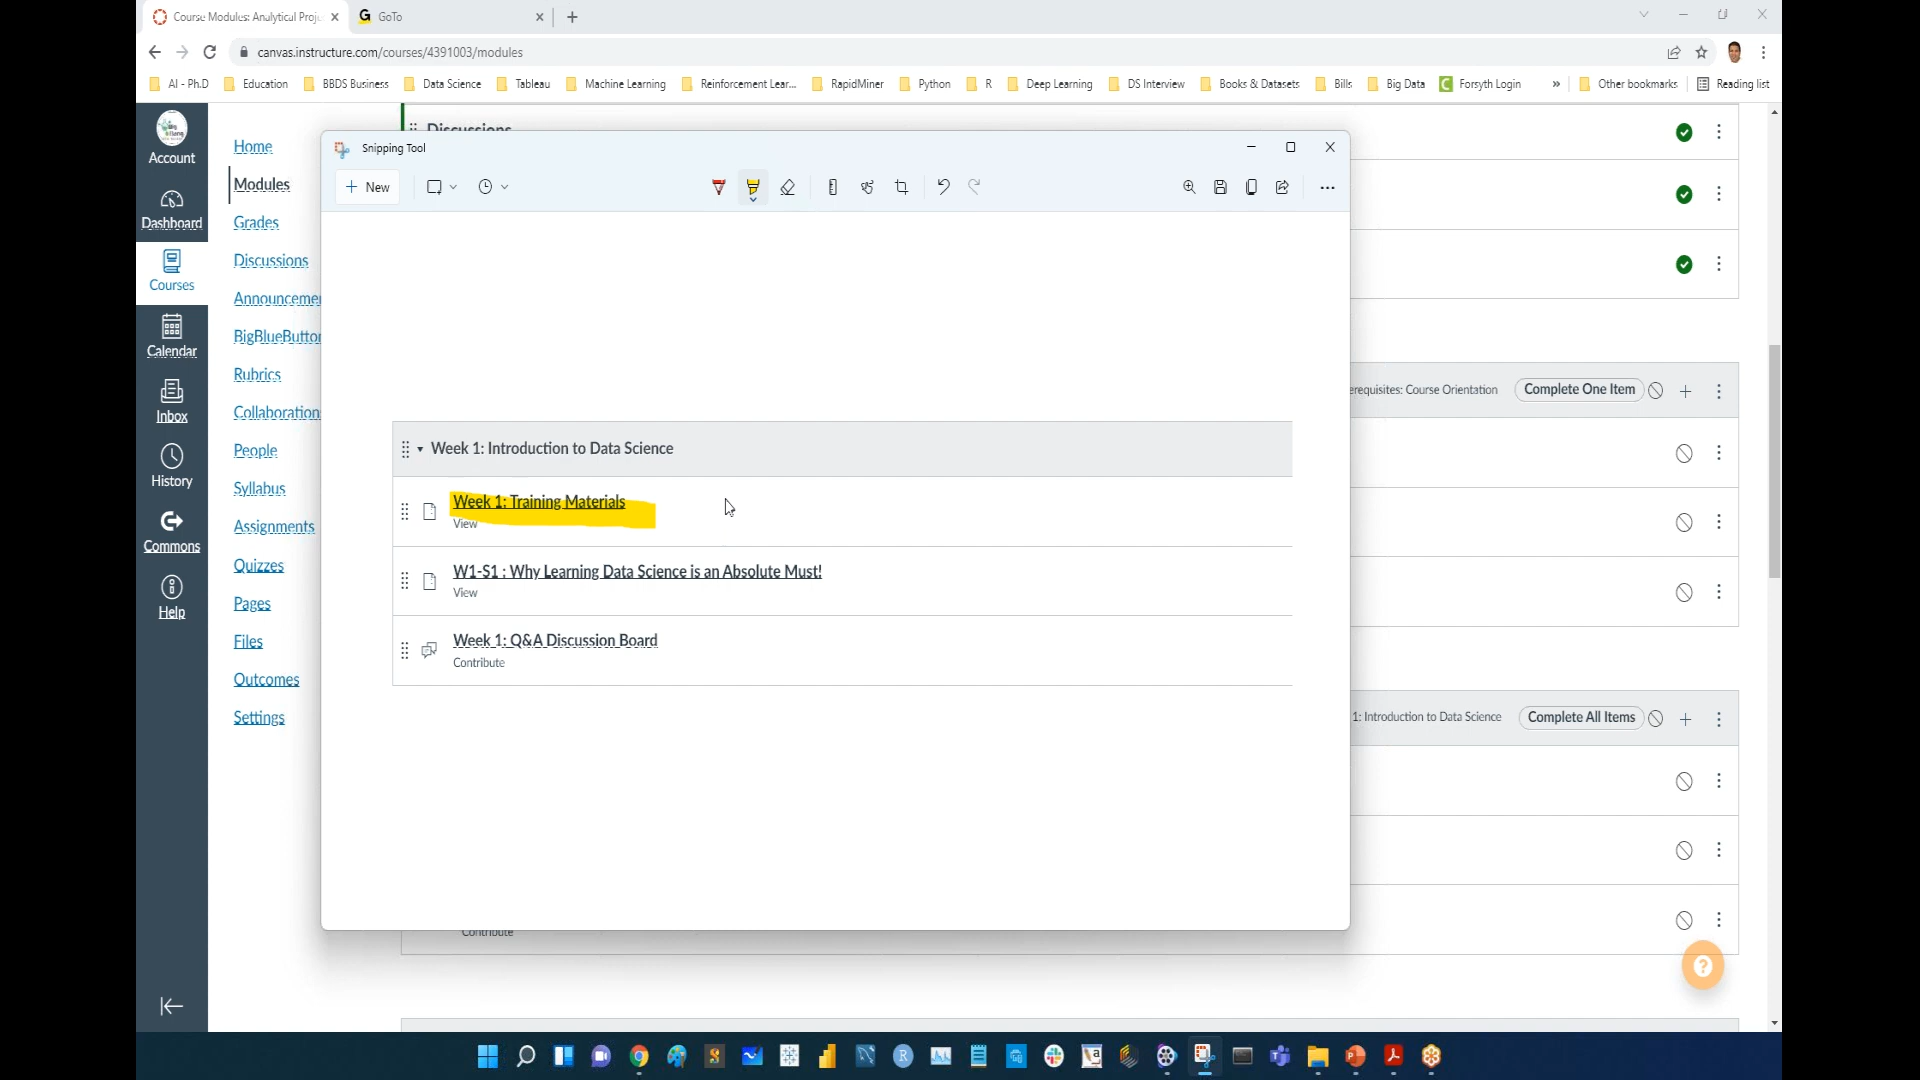 Course Modules: Analytical Proj
GoTo
canvas.instructure.com/courses/4391003/modules
AI - Ph.D
Education
BBDS Business
Data Science
Tableau
Machine Learning
Reinforcement Lear...
RapidMiner
Python
R
Deep Learning
DS Interview
Books & Datasets
Bills
Big Data
Forsyth Login
»
Other bookmarks
Reading list
Account
Dashboard
Courses
Calendar
Inbox
History
Commons
Help
Home
Modules
Grades
Discussions
Announcemen
BigBlueButton
Rubrics
Collaborations
People
Syllabus
Assignments
Quizzes
Pages
Files
Outcomes
Settings
Discussions
Snipping Tool
New
Week 1: Introduction to Data Science
Week 1: Training Materials
View
W1-S1 : Why Learning Data Science is an Absolute Must!
View
Week 1: Q&A Discussion Board
Contribute
erequisites: Course Orientation
Complete One Item
1: Introduction to Data Science
Complete All Items
Contribute